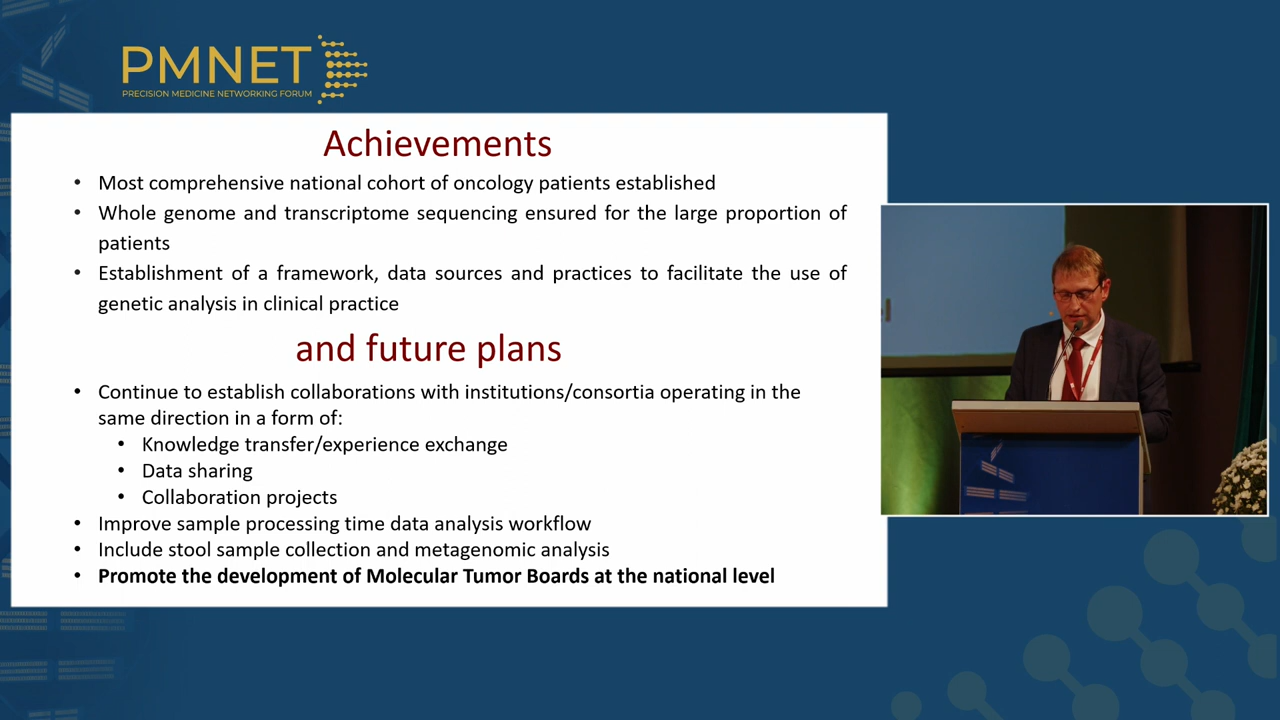 PMNET
PRECISION MEDICINE NETWORKING FORUM
Achievements
• Most comprehensive national cohort of oncology patients established
• Whole genome and transcriptome sequencing ensured for the large proportion of
patients
• Establishment of a framework, data sources and practices to facilitate the use of
genetic analysis in clinical practice
and future plans
• Continue to establish collaborations with institutions/consortia operating in the
same direction in a form of:
• Knowledge transfer/experience exchange
• Data sharing
• Collaboration projects
• Improve sample processing time data analysis workflow
• Include stool sample collection and metagenomic analysis
• Promote the development of Molecular Tumor Boards at the national level